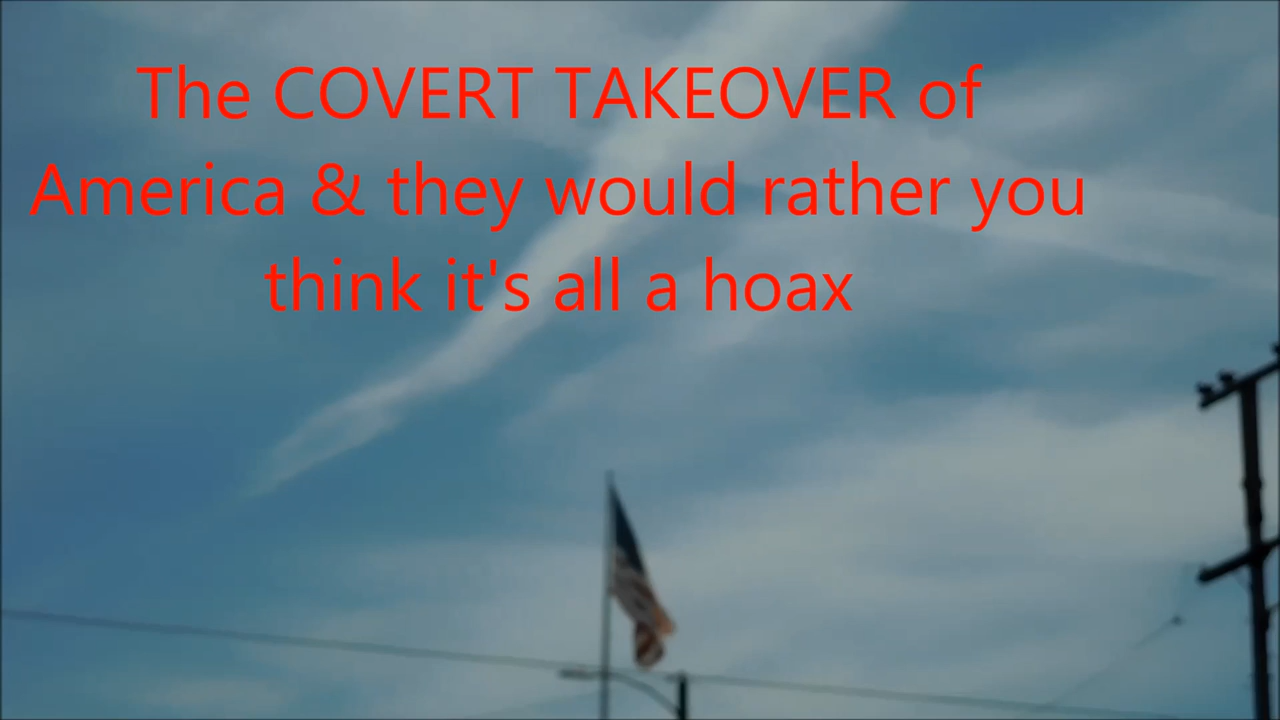 The COVERT TAKEOVER of
America & they would rather you
think it's all a hoax